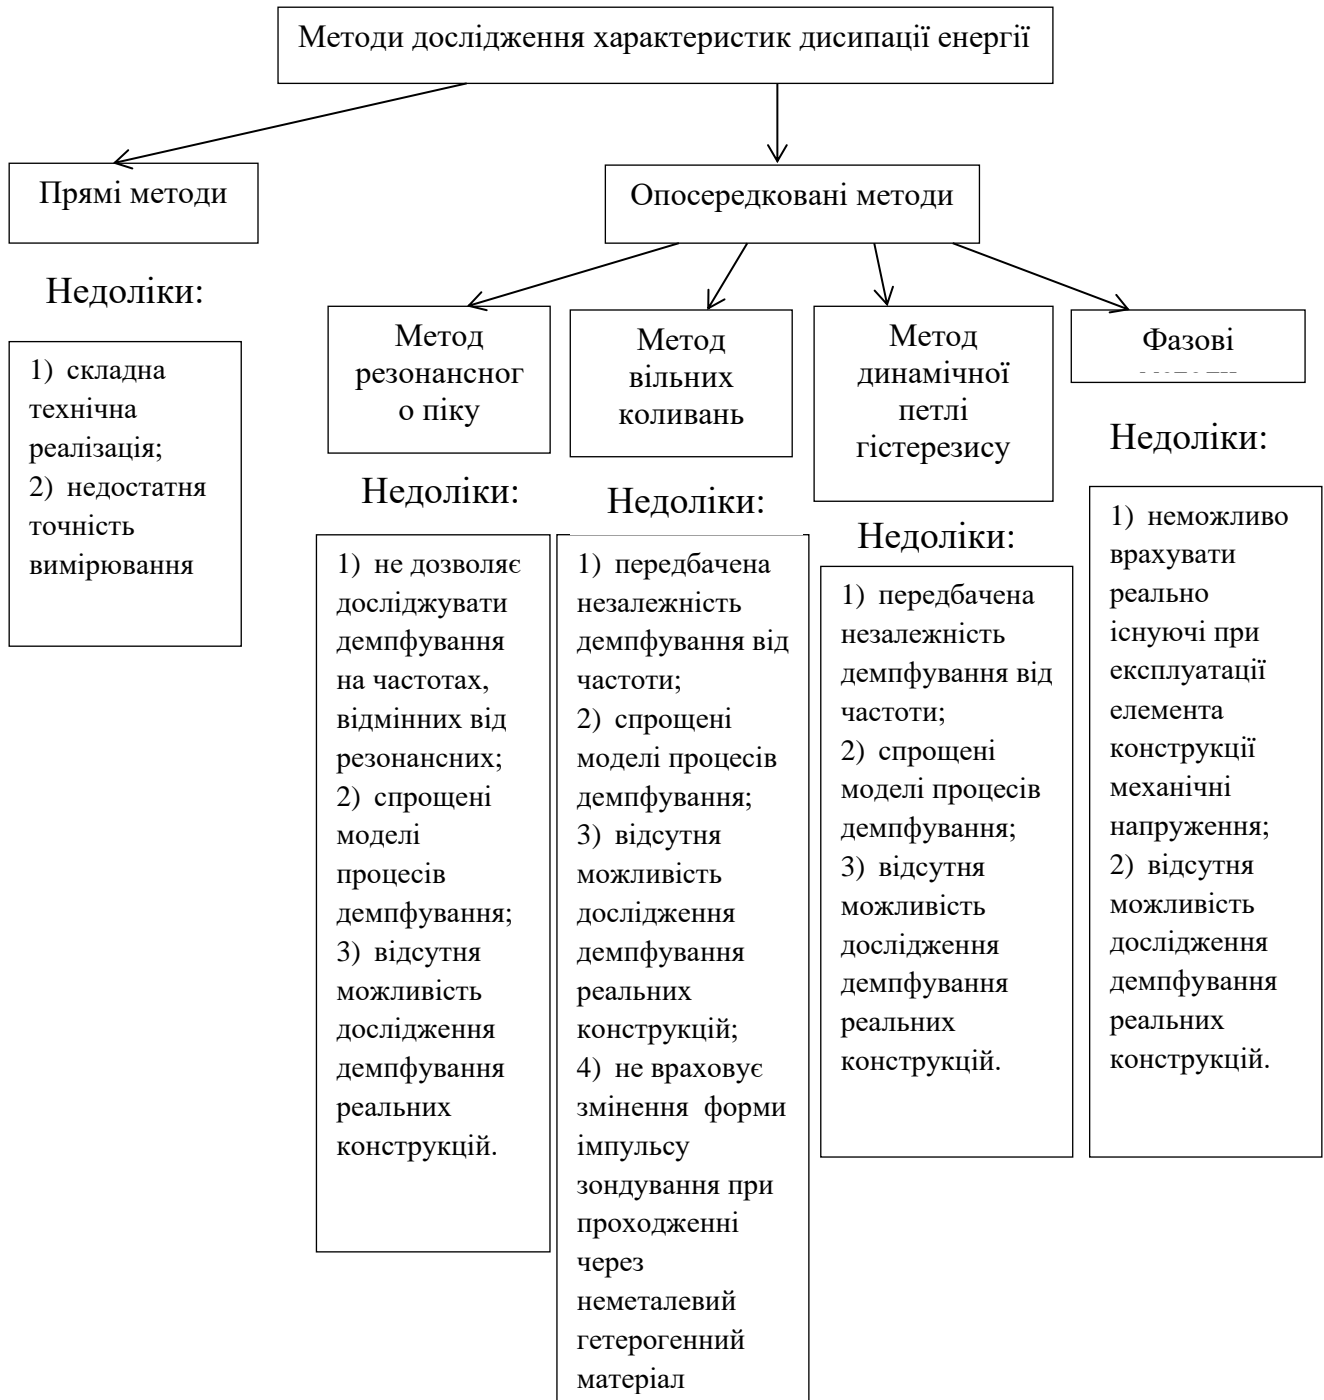 Методи дослідження характеристик дисипації енергії
Прямі методи
Недоліки:
1) складна
технічна
реалізація;
2) недостатня
точність
вимірювання
Опосередковані методи
Метод
резонансног
о піку
Недоліки:
1) не дозволяє
досліджувати
демпфування
на частотах,
відмінних від
резонансних;
2) спрощені
моделі
процесів
демпфування;
3) відсутня
можливість
дослідження
демпфування
реальних
конструкцій.
Метод
вільних
коливань
Недоліки:
1) передбачена
незалежність
демпфування від
частоти;
2) спрощені
моделі процесів
демпфування;
3) відсутня
можливість
дослідження
демпфування
реальних
конструкцій;
4) не враховує
змінення форми
імпульсу
зондування при
проходженні
через
неметалевий
гетерогенний
матеріал
Метод
динамічної
петлі
гістерезису
Недоліки:
1) передбачена
незалежність
демпфування від
частоти;
2) спрощені
моделі процесів
демпфування;
3) відсутня
можливість
дослідження
демпфування
реальних
конструкцій.
Фазові
Недоліки:
1) неможливо
врахувати
реально
існуючі при
експлуатації
елемента
конструкції
механічні
напруження;
2) відсутня
можливість
дослідження
демпфування
реальних
конструкцій.